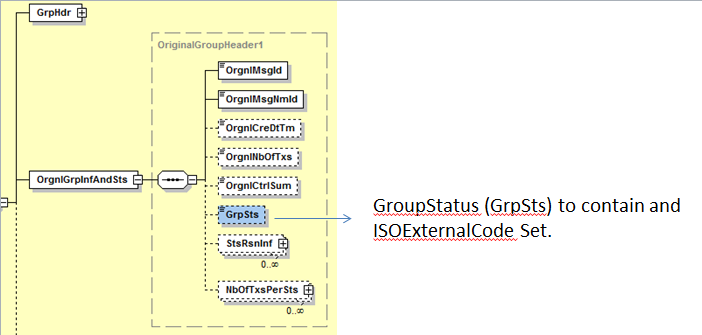 GrpHdr
OriginalGroupHeader1
OrgnlMsgId
OrgnlMsgNmId
OrgnlCreDtTm
OrgnlNbOfTxs
OrgnlGrpInfAndSts
OrgnlCtrlSum
GrpSts
GroupStatus (GrpSts) to contain and
ISOExternalCode Set.
StsRsnInf
0..∞
NbOfTxsPerSts
0..∞